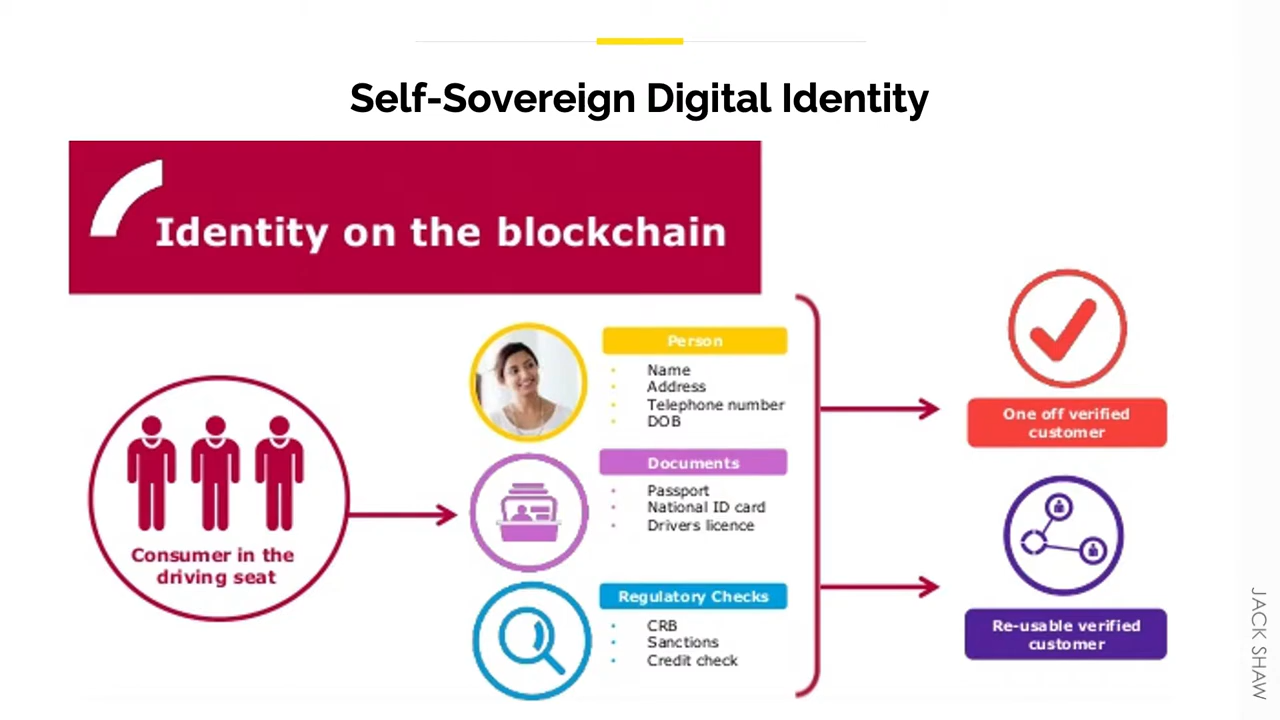 Self-Sovereign Digital Identity
Identity on the blockchain
Consumer in the
driving seat
Person
Name
Address
Telephone number
DOB
Documents
Passport
National ID card
Drivers licence
Regulatory Checks
CRB
Sanctions
Credit check
One off verified
customer
Re-usable verified
customer
JACK SHAW